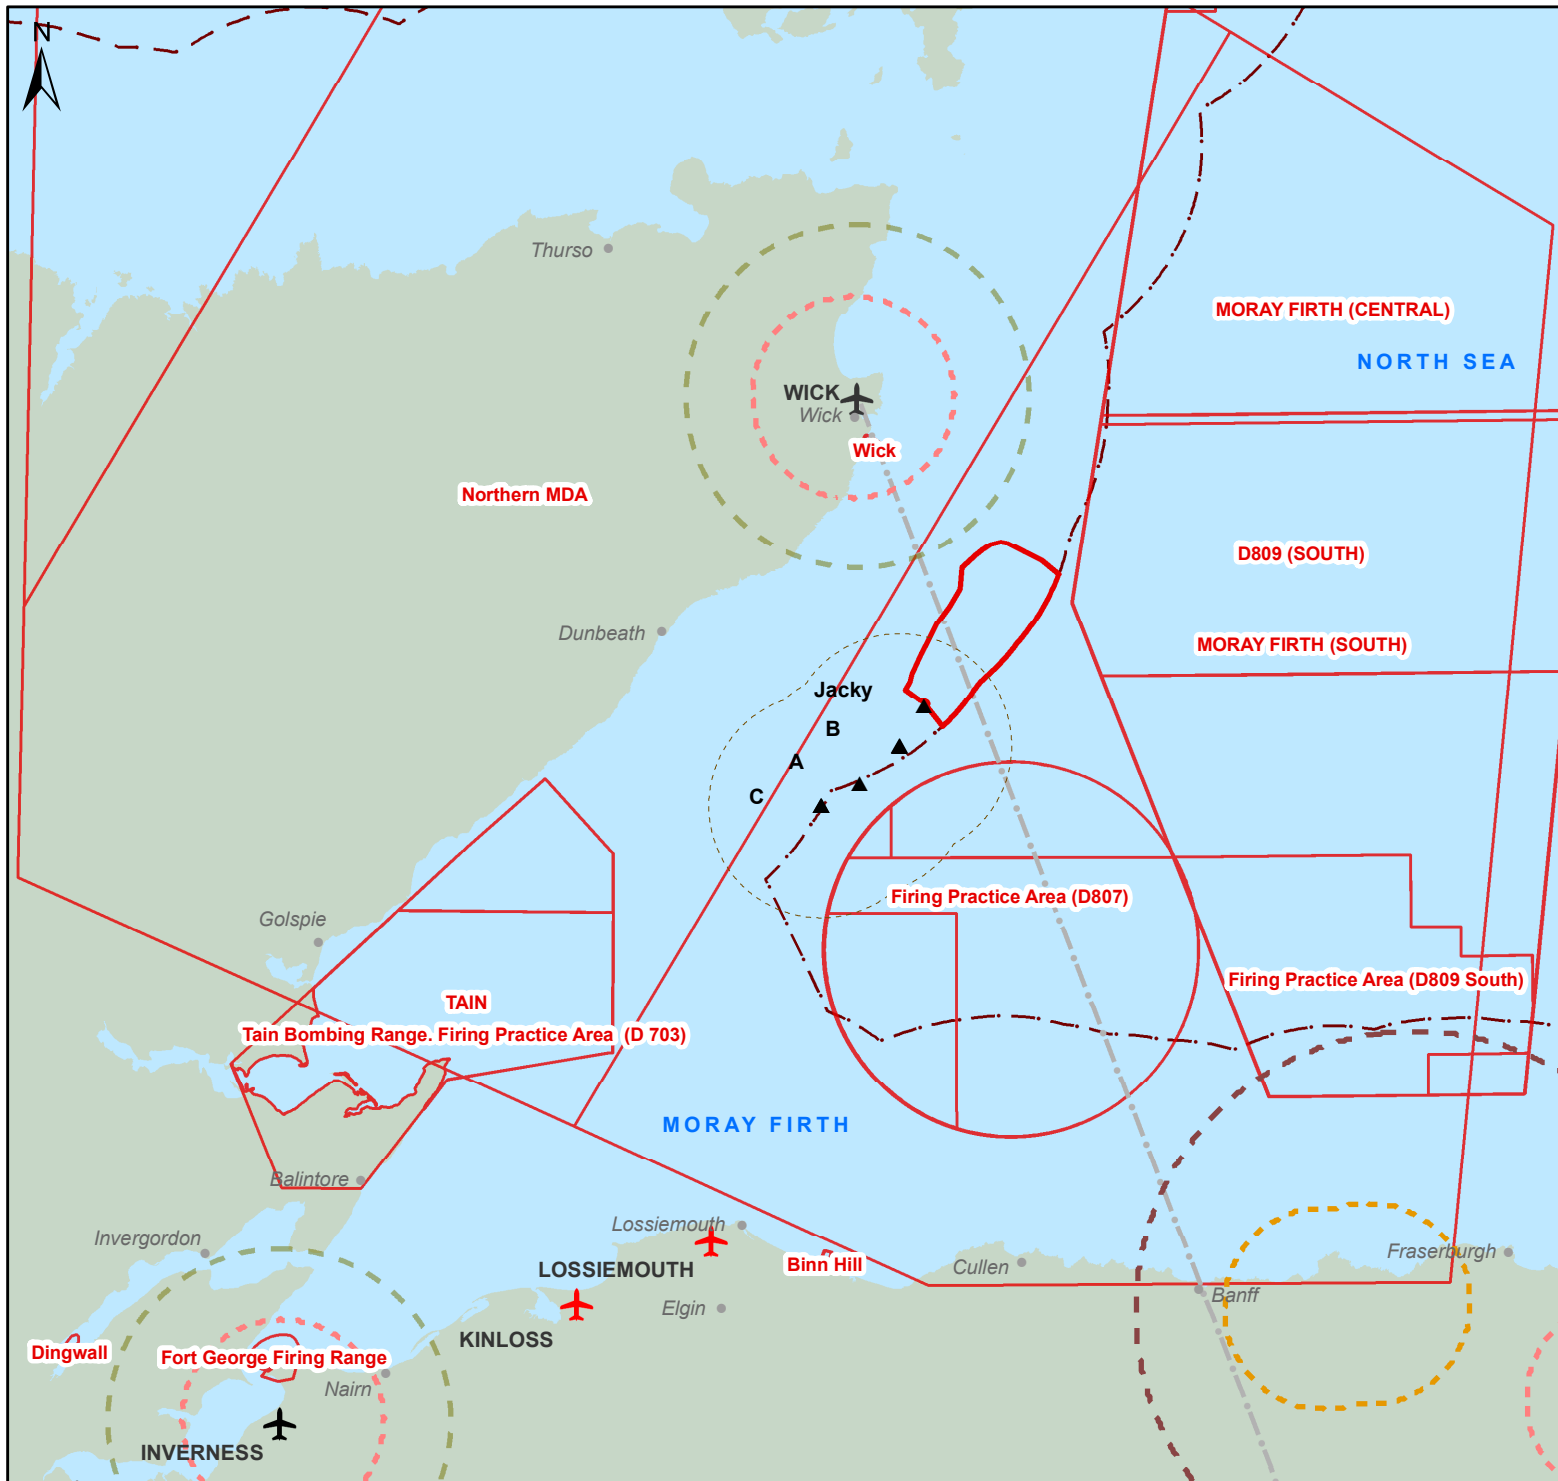 N
Thurso
MORAY FIRTH (CENTRAL)
NORTH SEA
WICK
Wick
Wick
Northern MDA
D809 (SOUTH)
Dunbeath
MORAY FIRTH (SOUTH)
Jacky
B
A
C
Firing Practice Area (D807)
Golspie
Firing Practice Area (D809 South)
TAIN
Tain Bombing Range. Firing Practice Area (D 703)
MORAY FIRTH
Balintore
Lossiemouth
Invergordon
Fraserburgh
LOSSIEMOUTH
Binn Hill
Cullen
Banff
Elgin
KINLOSS
Dingwall
Fort George Firing Range
Nairn
INVERNESS